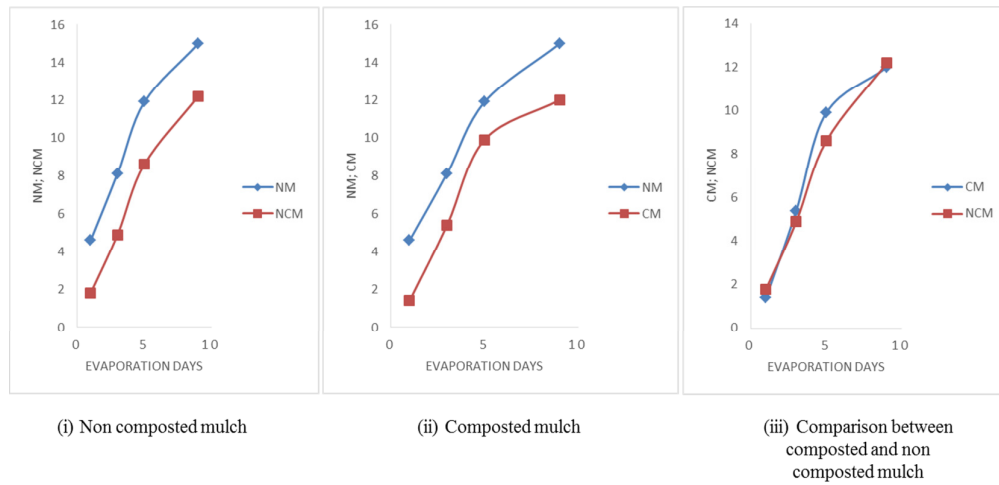 16
14
12
10
8
6
4
2
0
NM; NCM
0
5
10
EVAPORATION DAYS
NM
NCM
(i) Non composted mulch
16
14
12
10
8
6
4
2
0
NM; CM
0
5
10
EVAPORATION DAYS
NM
CM
(ii) Composted mulch
14
12
10
8
6
4
2
0
CM; NCM
0
5
10
EVAPORATION DAYS
CM
NCM
(iii) Comparison between
composted and non
composted mulch